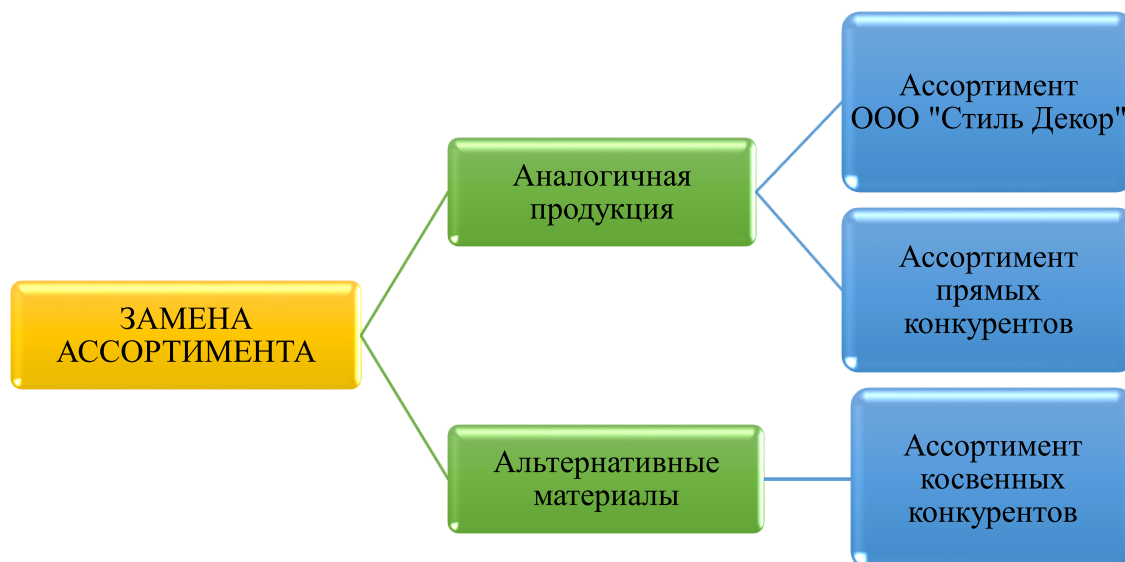 ЗАМЕНА
АССОРТИМЕНТА
Аналогичная
продукция
Альтернативные
материалы
Ассортимент
ООО "Стиль Декор"
Ассортимент
прямых
конкурентов
Ассортимент
косвенных
конкурентов